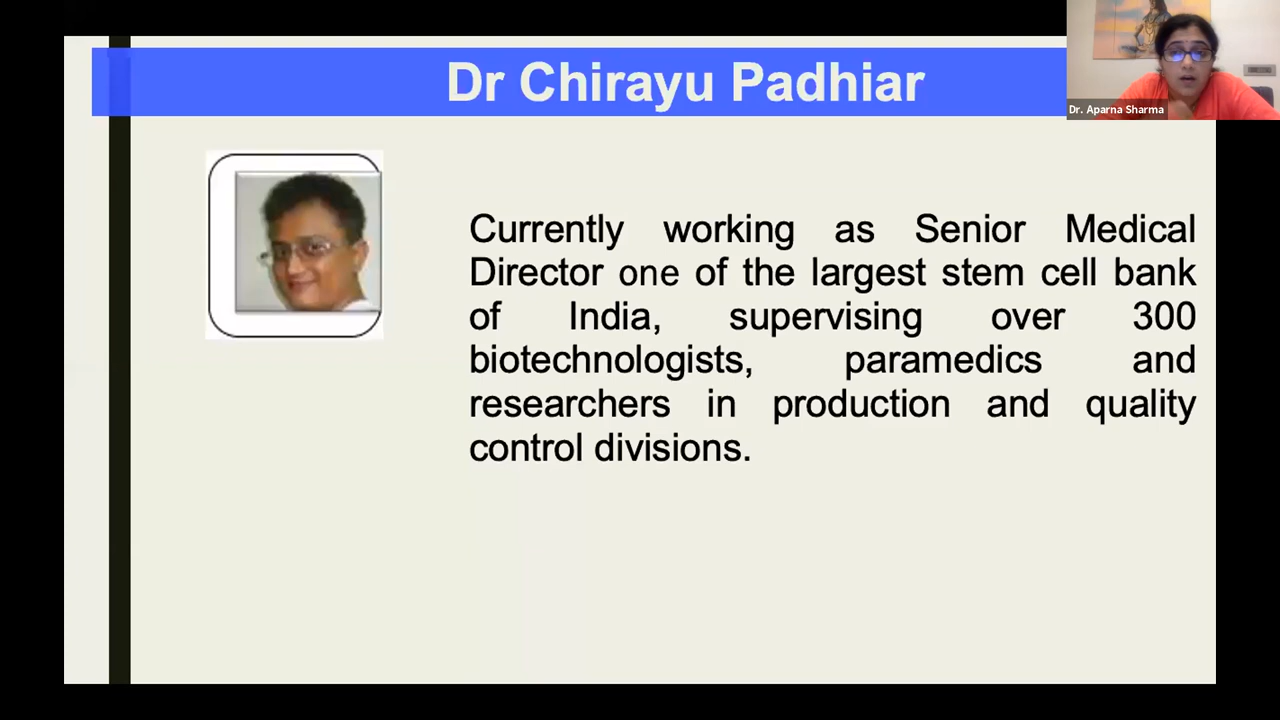 Dr Chirayu Padhiar
Dr. Aparna Sharma
Currently working as Senior Medical
Director one of the largest stem cell bank
of India, supervising over 300
biotechnologists, paramedics and
researchers in production and quality
control divisions.